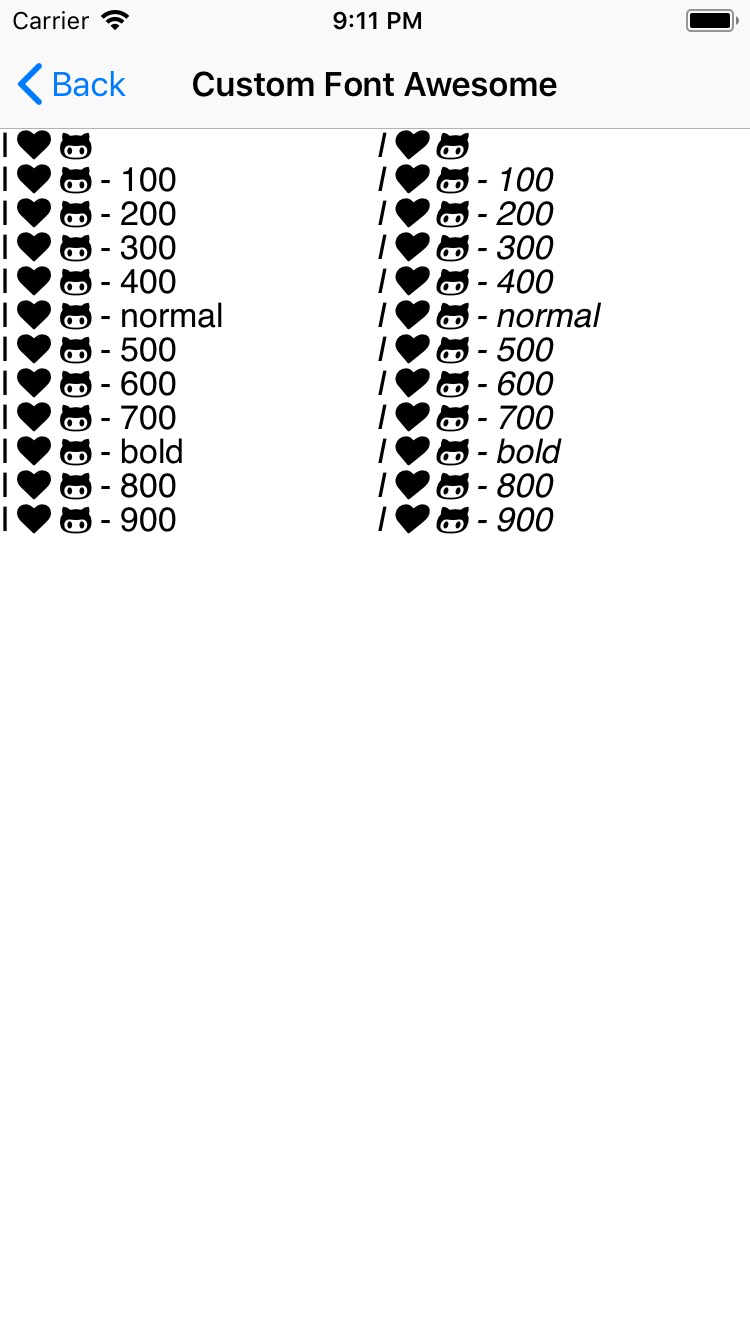 Carrier 9:11 PM
Back Custom Font Awesome
I ♥ I ♥
I ♥ - 100 I ♥ - 100
I ♥ - 200 I ♥ - 200
I ♥ - 300 I ♥ - 300
I ♥ - 400 I ♥ - 400
I ♥ - normal I ♥ - normal
I ♥ - 500 I ♥ - 500
I ♥ - 600 I ♥ - 600
I ♥ - 700 I ♥ - 700
I ♥ - bold I ♥ - bold
I ♥ - 800 I ♥ - 800
I ♥ - 900 I ♥ - 900